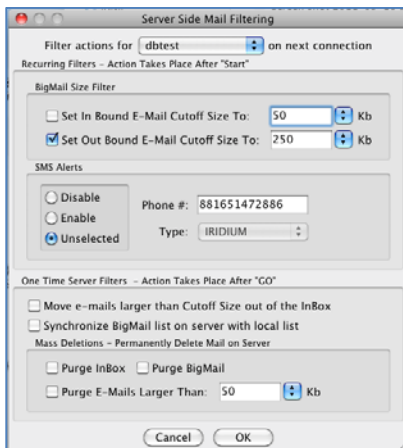 Server Side Mail Filtering
Filter actions for dbtest on next connection
Recurring Filters - Action Takes Place After "Start"
BigMail Size Filter
Set In Bound E-Mail Cutoff Size To: 50 Kb
Set Out Bound E-Mail Cutoff Size To: 250 Kb
SMS Alerts
Disable
Enable
Unselected
Phone #: 881651472886
Type: IRIDIUM
One Time Server Filters - Action Takes Place After "GO"
Move e-mails larger than Cutoff Size out of the InBox
Synchronize BigMail list on server with local list
Mass Deletions - Permanently Delete Mail on Server
Purge InBox Purge BigMail
Purge E-Mails Larger Than: 50 Kb
Cancel OK